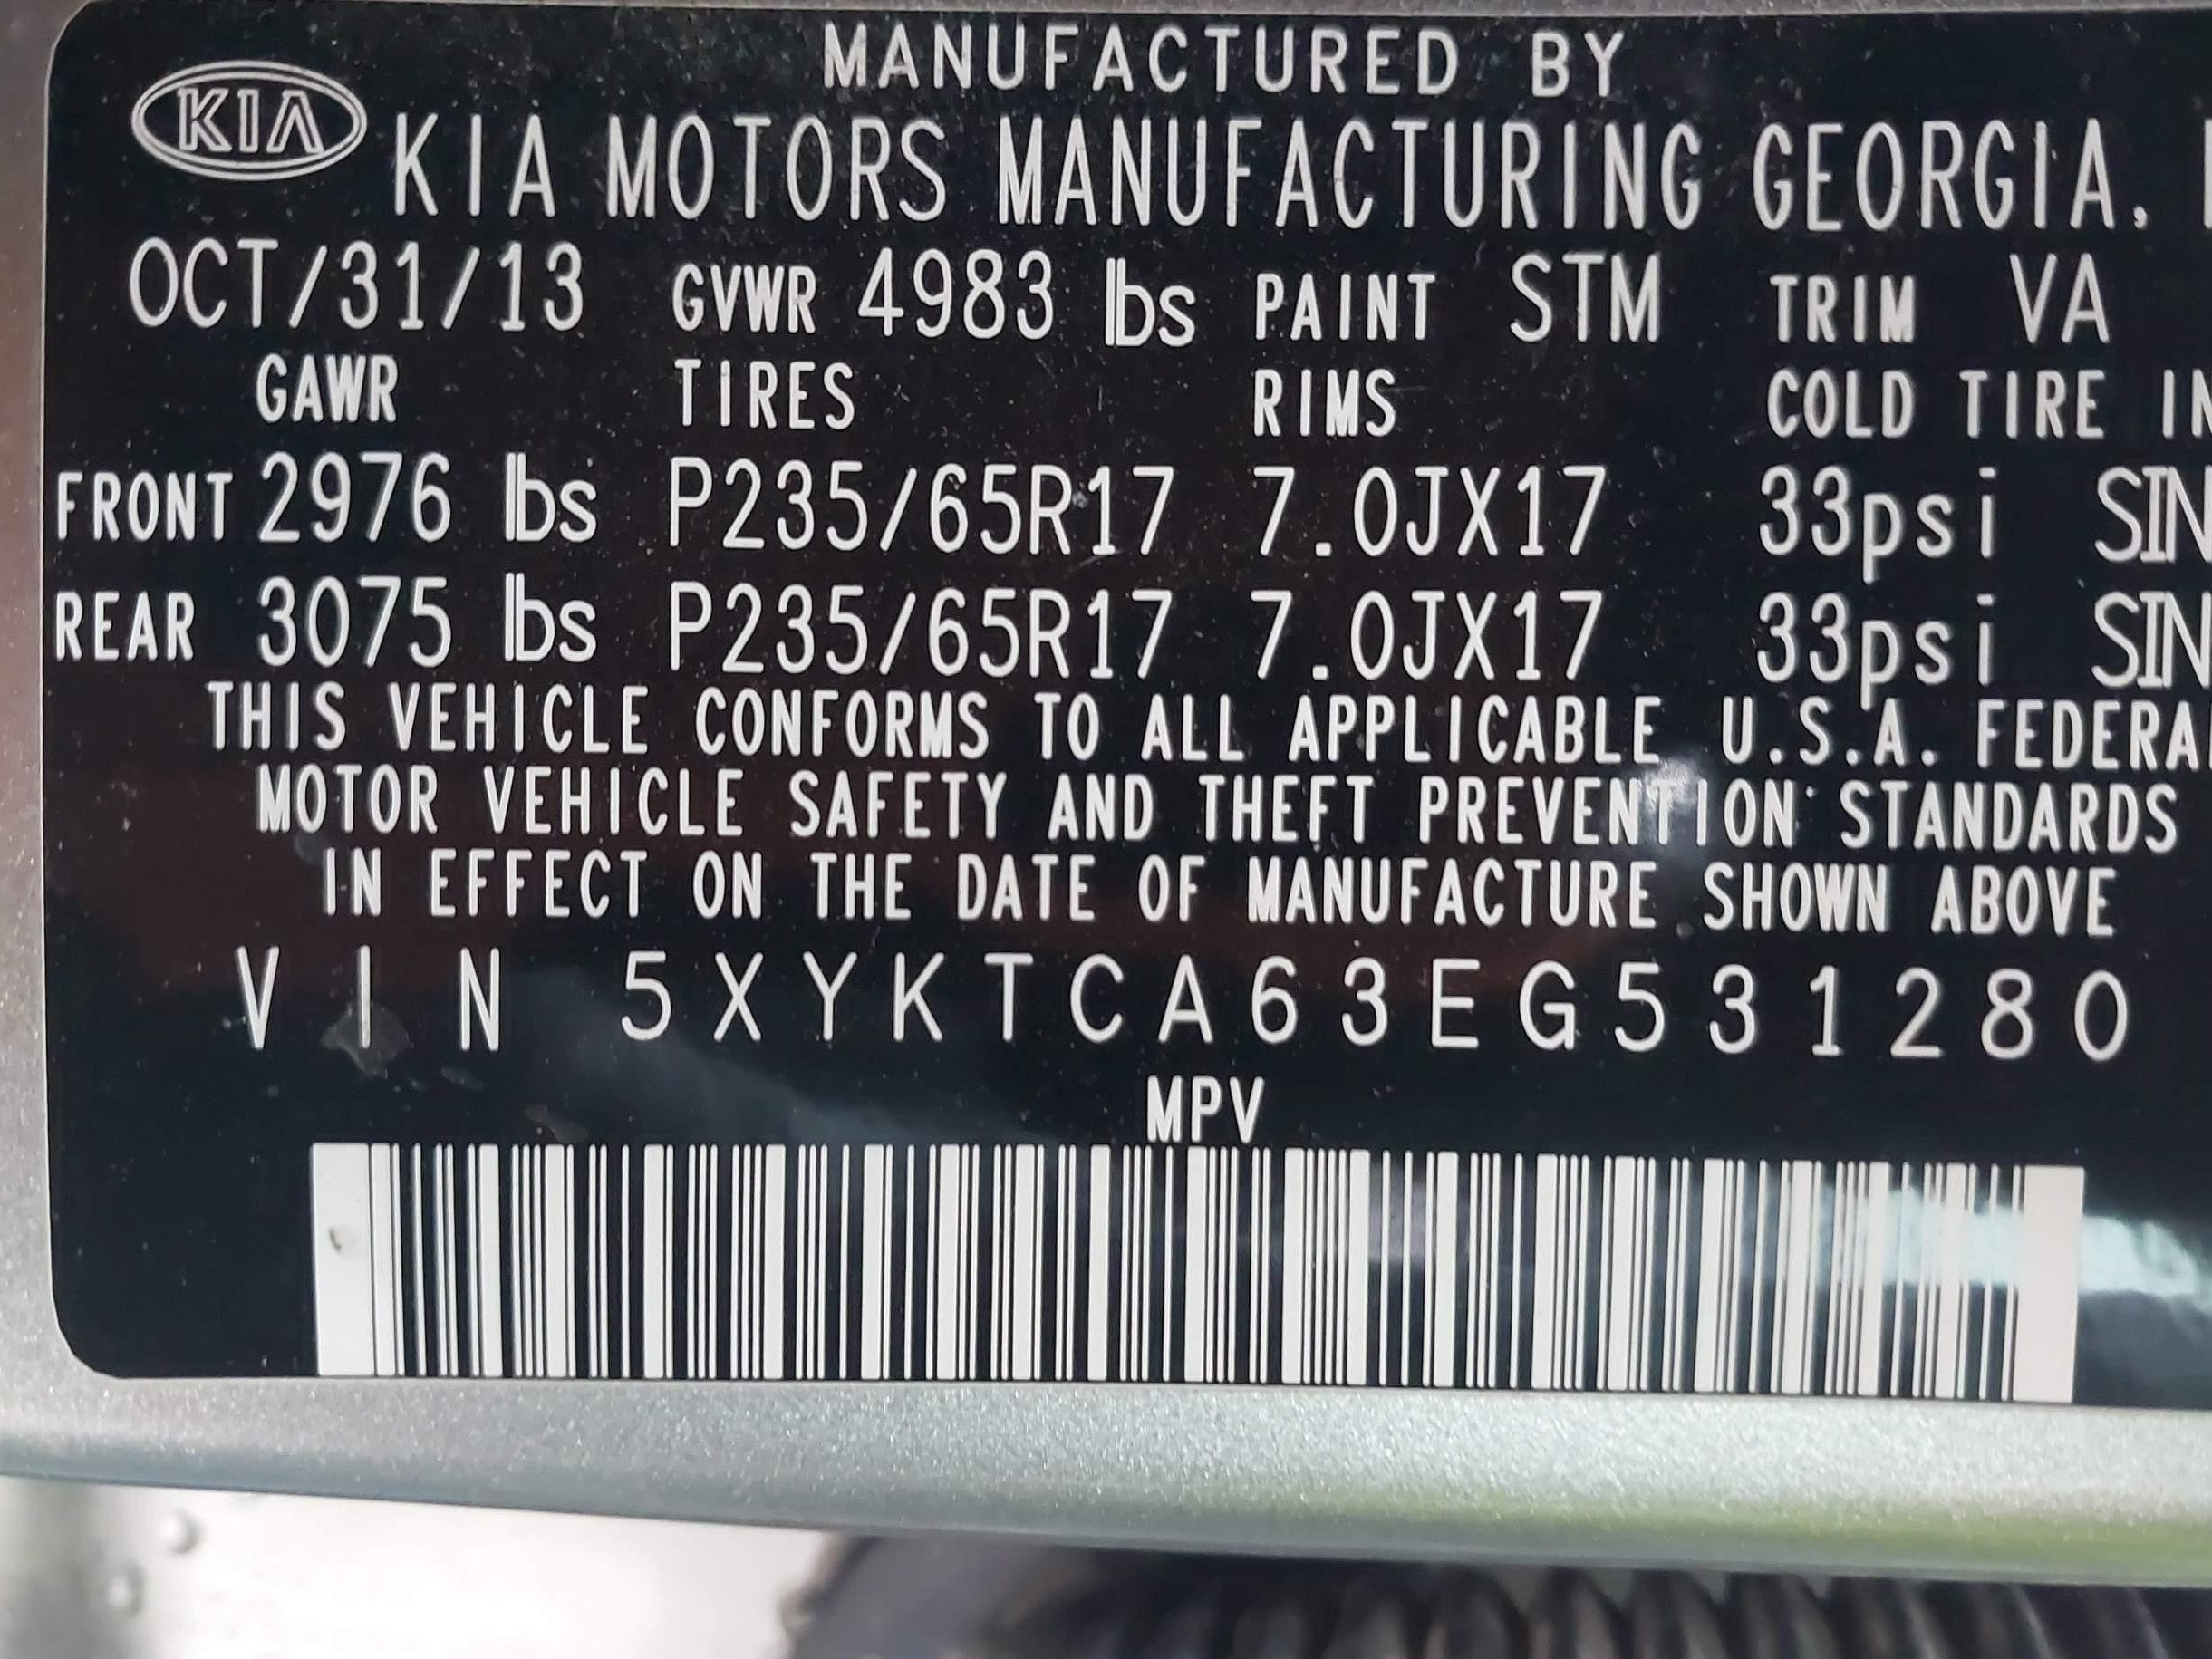 MANUFACTURED BY
KIA KIA MOTORS MANUFACTURING GEORGIA,
OCT/31/13 GVWR 4983 lbs PAINT STM TRIM VA
GAWR TIRES RIMS COLD TIRE
FRONT 2976 lbs P235/65R17 7.0JX17 33psi
REAR 3075 lbs P235/65R17 7.0JX17 33psi
THIS VEHICLE CONFORMS TO ALL APPLICABLE U.S.A. FEDERAL
MOTOR VEHICLE SAFETY AND THEFT PREVENTION STANDARDS
IN EFFECT ON THE DATE OF MANUFACTURE SHOWN ABOVE
VIN 5XYKTCA63EG531280
MPV